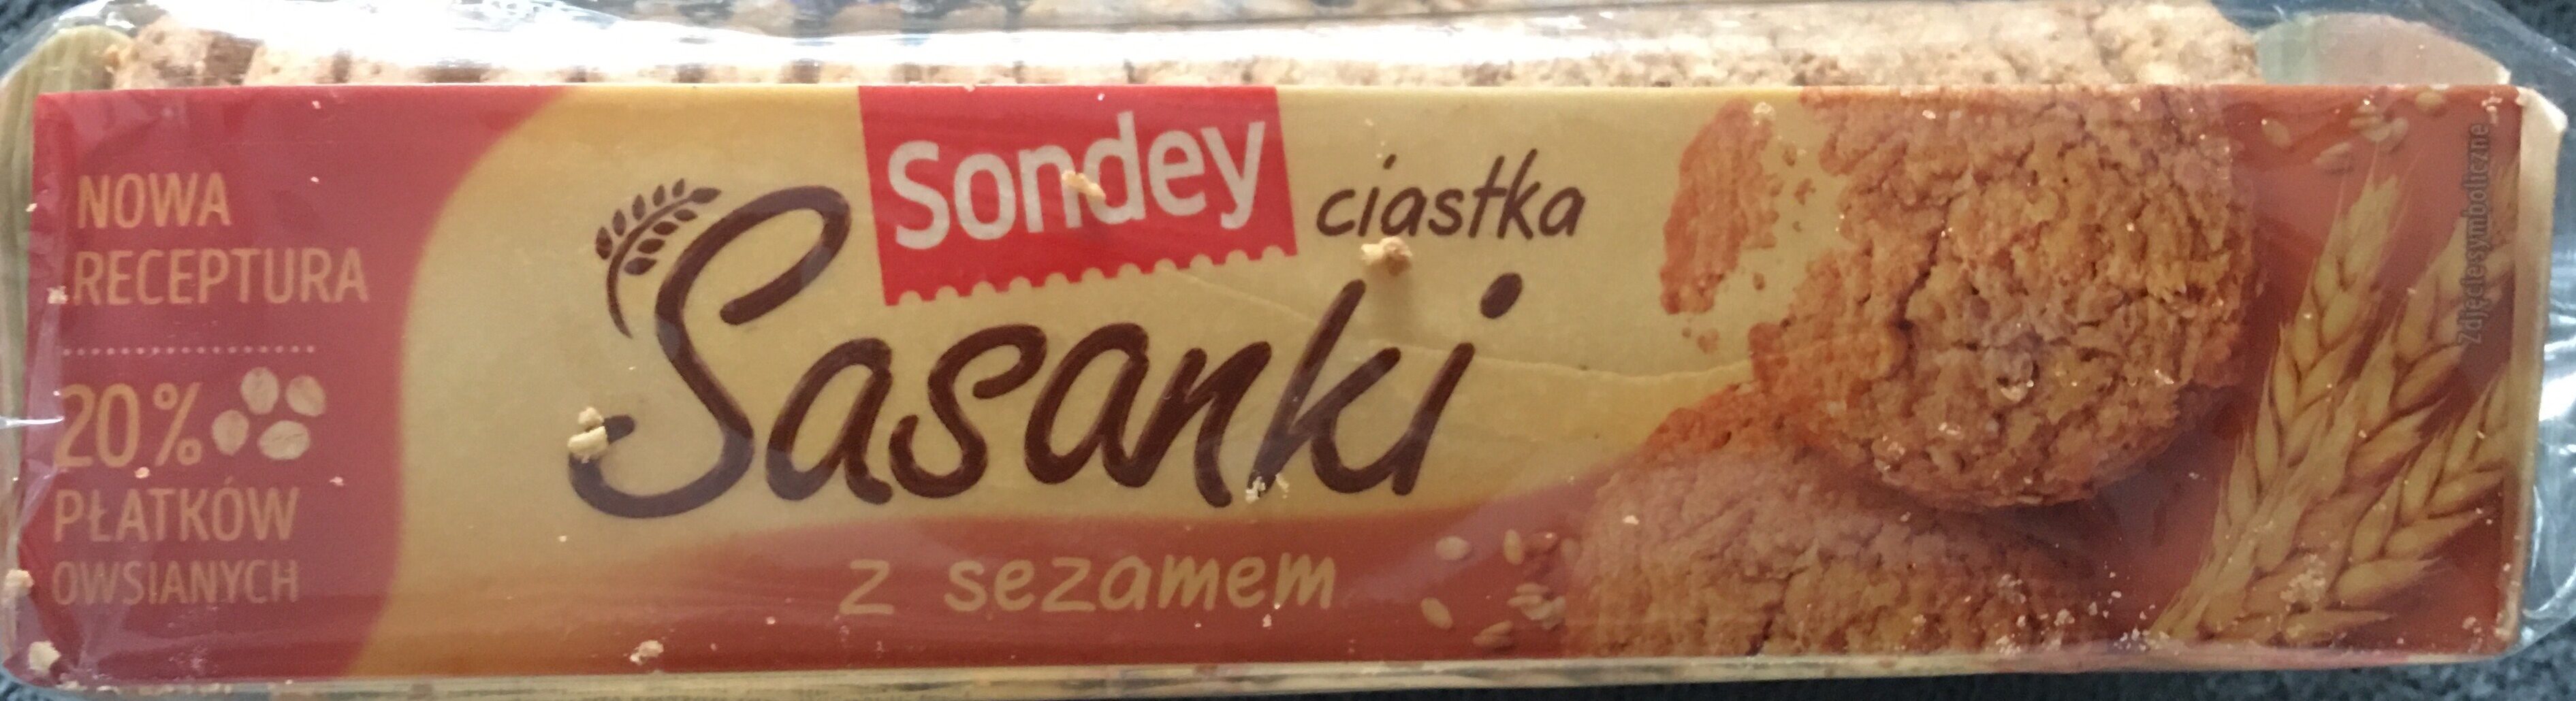 NOWA
RECEPTURA
20%
PŁATKÓW
OWSIANYCH
Sondey
ciastka
Sasanki
z sezamem
Zdjęcie symboliczne